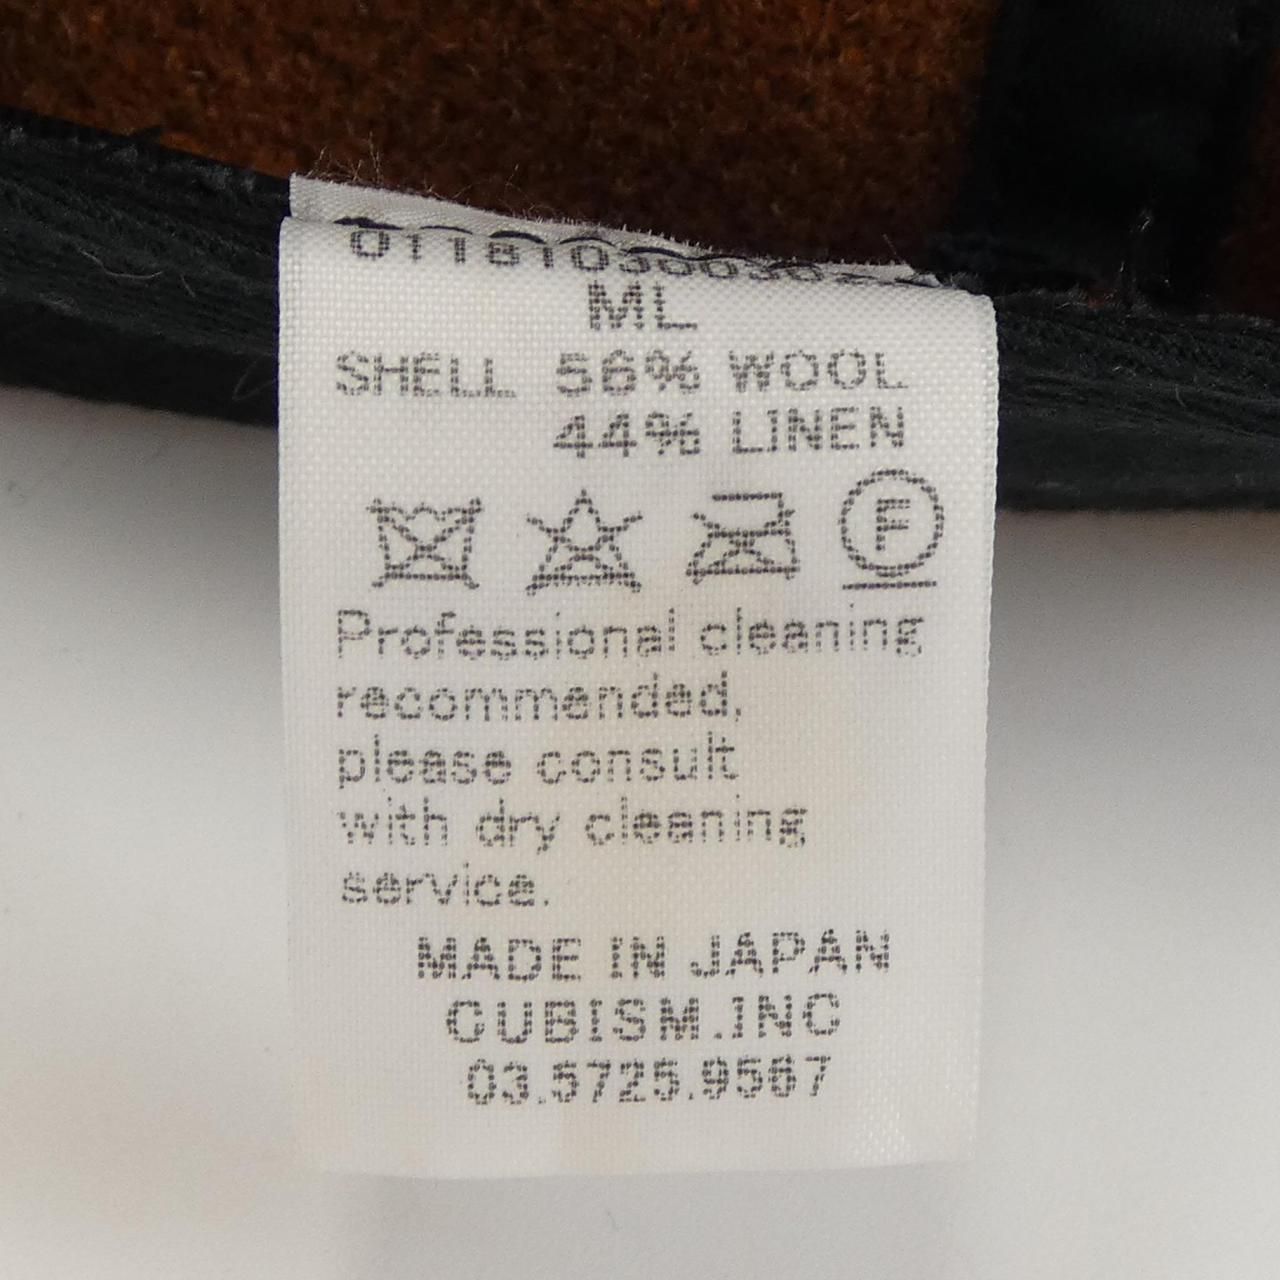 ML
SHELL 56% WOOL
44% LINEN
F
Professional cleaning
recommended,
please consult
with dry cleaning
service.
MADE IN JAPAN
CUBISM.INC
03.5725.9567